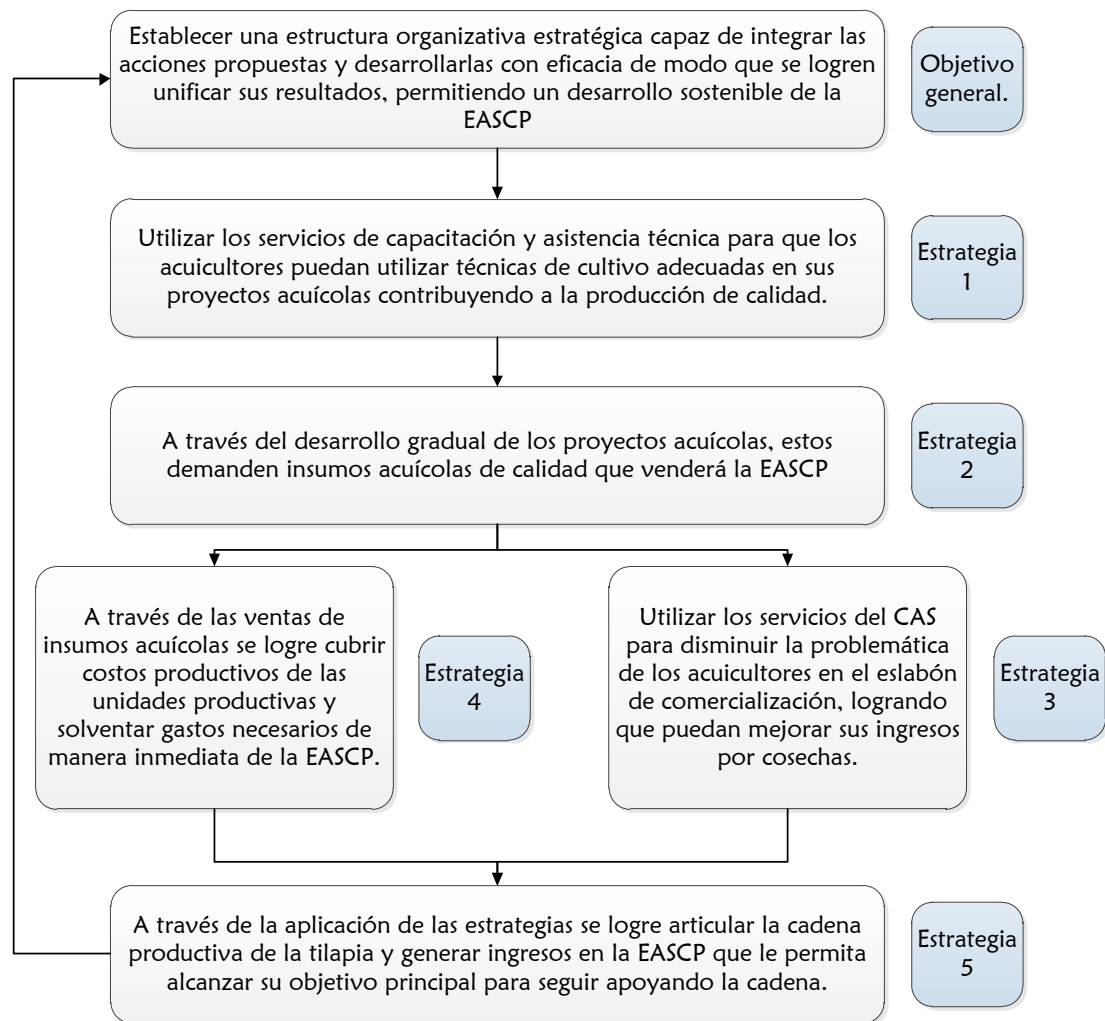 Establecer una estructura organizativa estratégica capaz de integrar las
acciones propuestas y desarrollarlas con eficacia de modo que se logren
unificar sus resultados, permitiendo un desarrollo sostenible de la
EASCP
Objetivo
general.
Utilizar los servicios de capacitación y asistencia técnica para que los
acuicultores puedan utilizar técnicas de cultivo adecuadas en sus
proyectos acuícolas contribuyendo a la producción de calidad.
Estrategia
1
A través del desarrollo gradual de los proyectos acuícolas, estos
demanden insumos acuícolas de calidad que venderá la EASCP
Estrategia
2
A través de las ventas de
insumos acuícolas se logre cubrir
costos productivos de las
unidades productivas y
solventar gastos necesarios de
manera inmediata de la EASCP.
Estrategia
4
Utilizar los servicios del CAS
para disminuir la problemática
de los acuicultores en el eslabón
de comercialización, logrando
que puedan mejorar sus ingresos
por cosechas.
Estrategia
3
A través de la aplicación de las estrategias se logre articular la cadena
productiva de la tilapia y generar ingresos en la EASCP que le permita
alcanzar su objetivo principal para seguir apoyando la cadena.
Estrategia
5